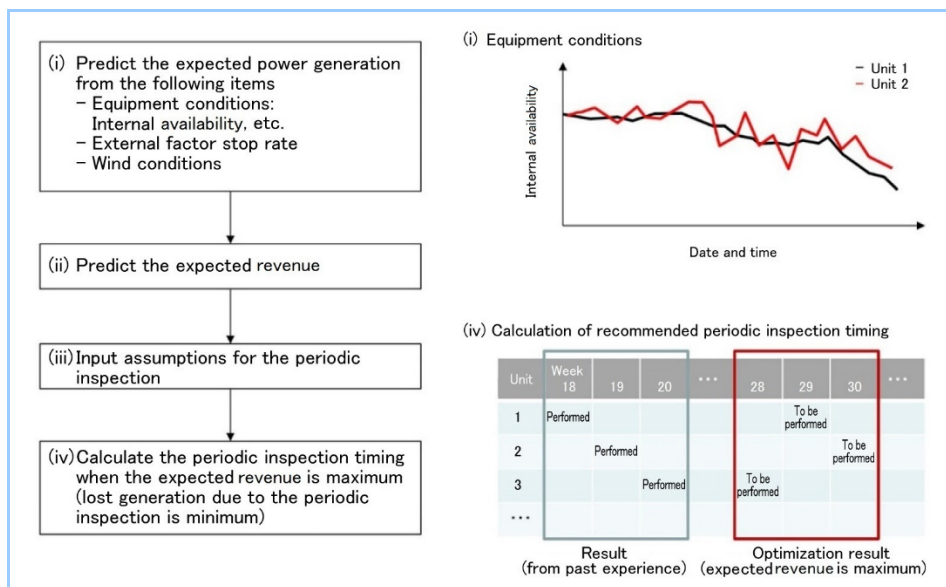 (i) Predict the expected power generation
from the following items
- Equipment conditions:
Internal availability, etc.
- External factor stop rate
- Wind conditions
(ii) Predict the expected revenue
(iii) Input assumptions for the periodic
inspection
(iv) Calculate the periodic inspection timing
when the expected revenue is maximum
(lost generation due to the periodic
inspection is minimum)
(i) Equipment conditions
Unit 1
Unit 2
Internal availability
Date and time
(iv) Calculation of recommended periodic inspection timing
Unit Week 18 19 20 ... 28 29 30 ...
1 Performed To be performed
2 Performed To be performed
3 Performed To be performed
...
Result
(from past experience)
Optimization result
(expected revenue is maximum)